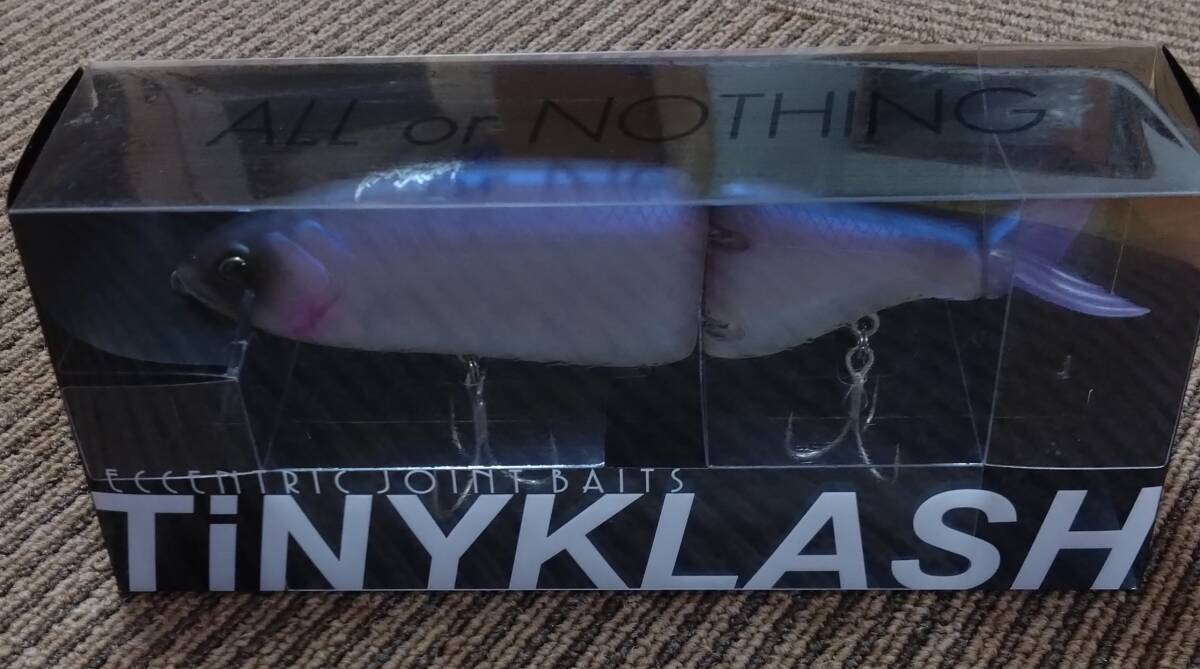 ALL or NOTHING
ECCENTRIC JOINT BAITS
TiNYKLASH